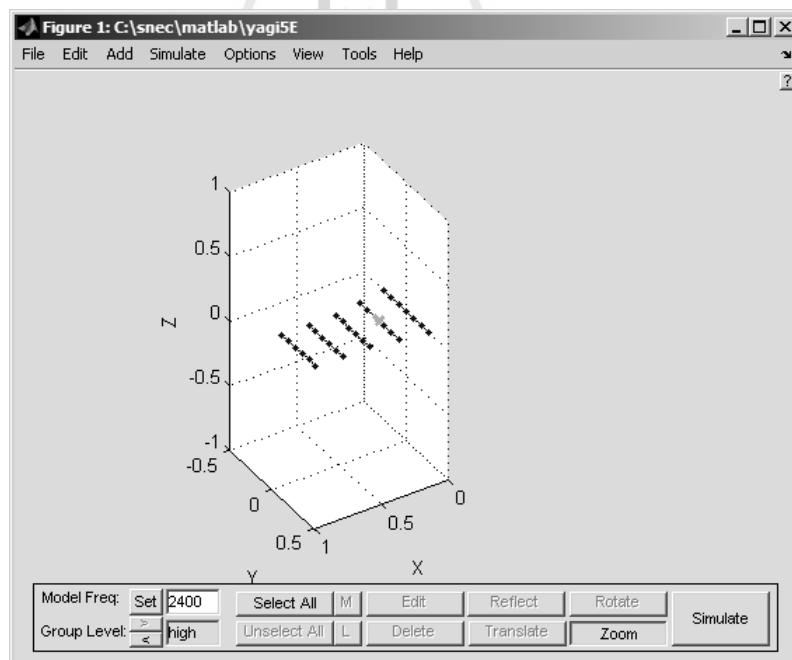 Figure 1: C:\snec\matlab\yagi5E
File Edit Add Simulate Options View Tools Help
?
1
0.5
0
-0.5
-1
Z
-0.5
0
0.5
Y
1
0.5
0
X
Model Freq: Set 2400 Select All M Edit Reflect Rotate Simulate
Group Level: > < high Unselect All L Delete Translate Zoom